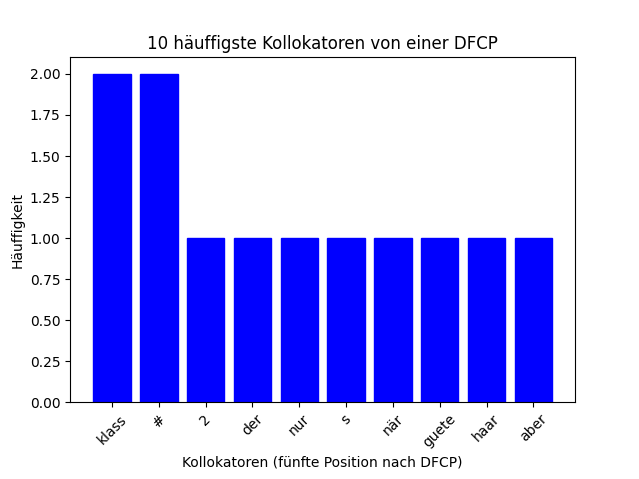 10 häuffigste Kollokatoren von einer DFCP
Häuffigkeit
2.00
1.75
1.50
1.25
1.00
0.75
0.50
0.25
0.00
klass
#
2
der
nur
s
när
guete
haar
aber
Kollokatoren (fünfte Position nach DFCP)